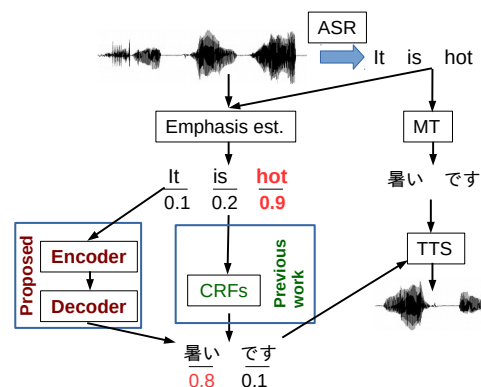 ASR
It is hot
Emphasis est.
MT
It is hot
0.1 0.2 0.9
暑い です
Proposed
Encoder
Decoder
CRFs
Previous work
TTS
暑い です
0.8 0.1